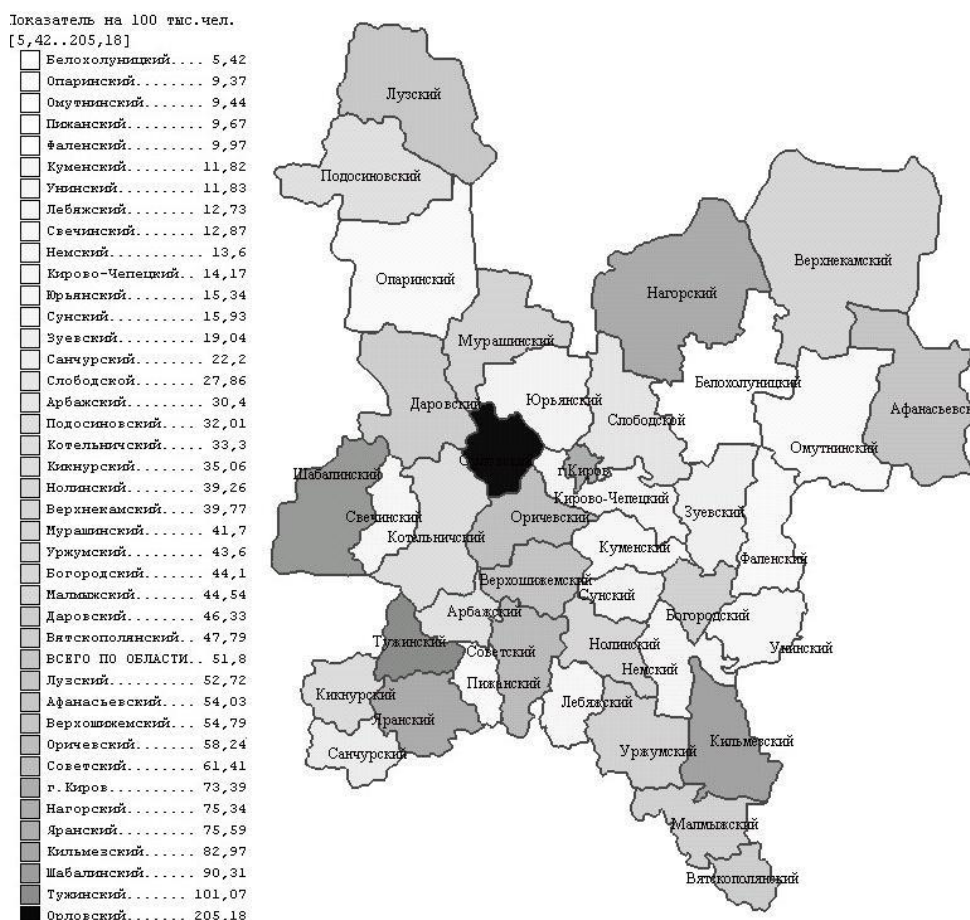 Показатель на 100 тыс.чел.
[5,42..205,18]
Белохолуницкий.... 5,42
Опаринский........ 9,37
Омутнинский....... 9,44
Пижанский......... 9,67
Фаленский......... 9,97
Куменский........ 11,82
Унинский......... 11,83
Лебяжский........ 12,73
Свечинский....... 12,87
Немский.......... 13,6
Кирово-Чепецкий.. 14,17
Юрьянский........ 15,34
Сунский.......... 15,93
Зуевский......... 19,04
Санчурский....... 22,2
Слободской....... 27,86
Арбажский........ 30,4
Подосиновский.... 32,01
Котельничский.... 33,3
Кикнурский....... 35,06
Нолинский........ 39,26
Верхнекамский.... 39,77
Мурашинский...... 41,7
Уржумский........ 43,6
Богородский...... 44,1
Малмыжский....... 44,54
Даровский........ 46,33
Вятскополянский.. 47,79
ВСЕГО ПО ОБЛАСТИ.. 51,8
Лузский.......... 52,72
Афанасьевский.... 54,03
Верхошижемский... 54,79
Оричевский....... 58,24
Советский........ 61,41
г.Киров.......... 73,39
Нагорский........ 75,34
Яранский......... 75,59
Кильмезский...... 82,97
Шабалинский...... 90,31
Тужинский....... 101,07
Орловский....... 205,18
Лузский
Подосиновский
Опаринский
Верхнекамский
Нагорский
Мурашинский
Белохолуницкий
Юрьянский
Даровский
Афанасьевск
Слободской
Омутнинский
Шабалинский
г.Киров
Кирово-Чепецкий
Свечинский
Оричевский
Зуевский
Котельничский
Куменский
Фаленский
Верхошижемский
Сунский
Арбажский
Богородский
Тужинский
Советский
Нолинский
Унинский
Немский
Пижанский
Кикнурский
Лебяжский
Яранский
Кильмезский
Санчурский
Уржумский
Малмыжский
Вятскополянский